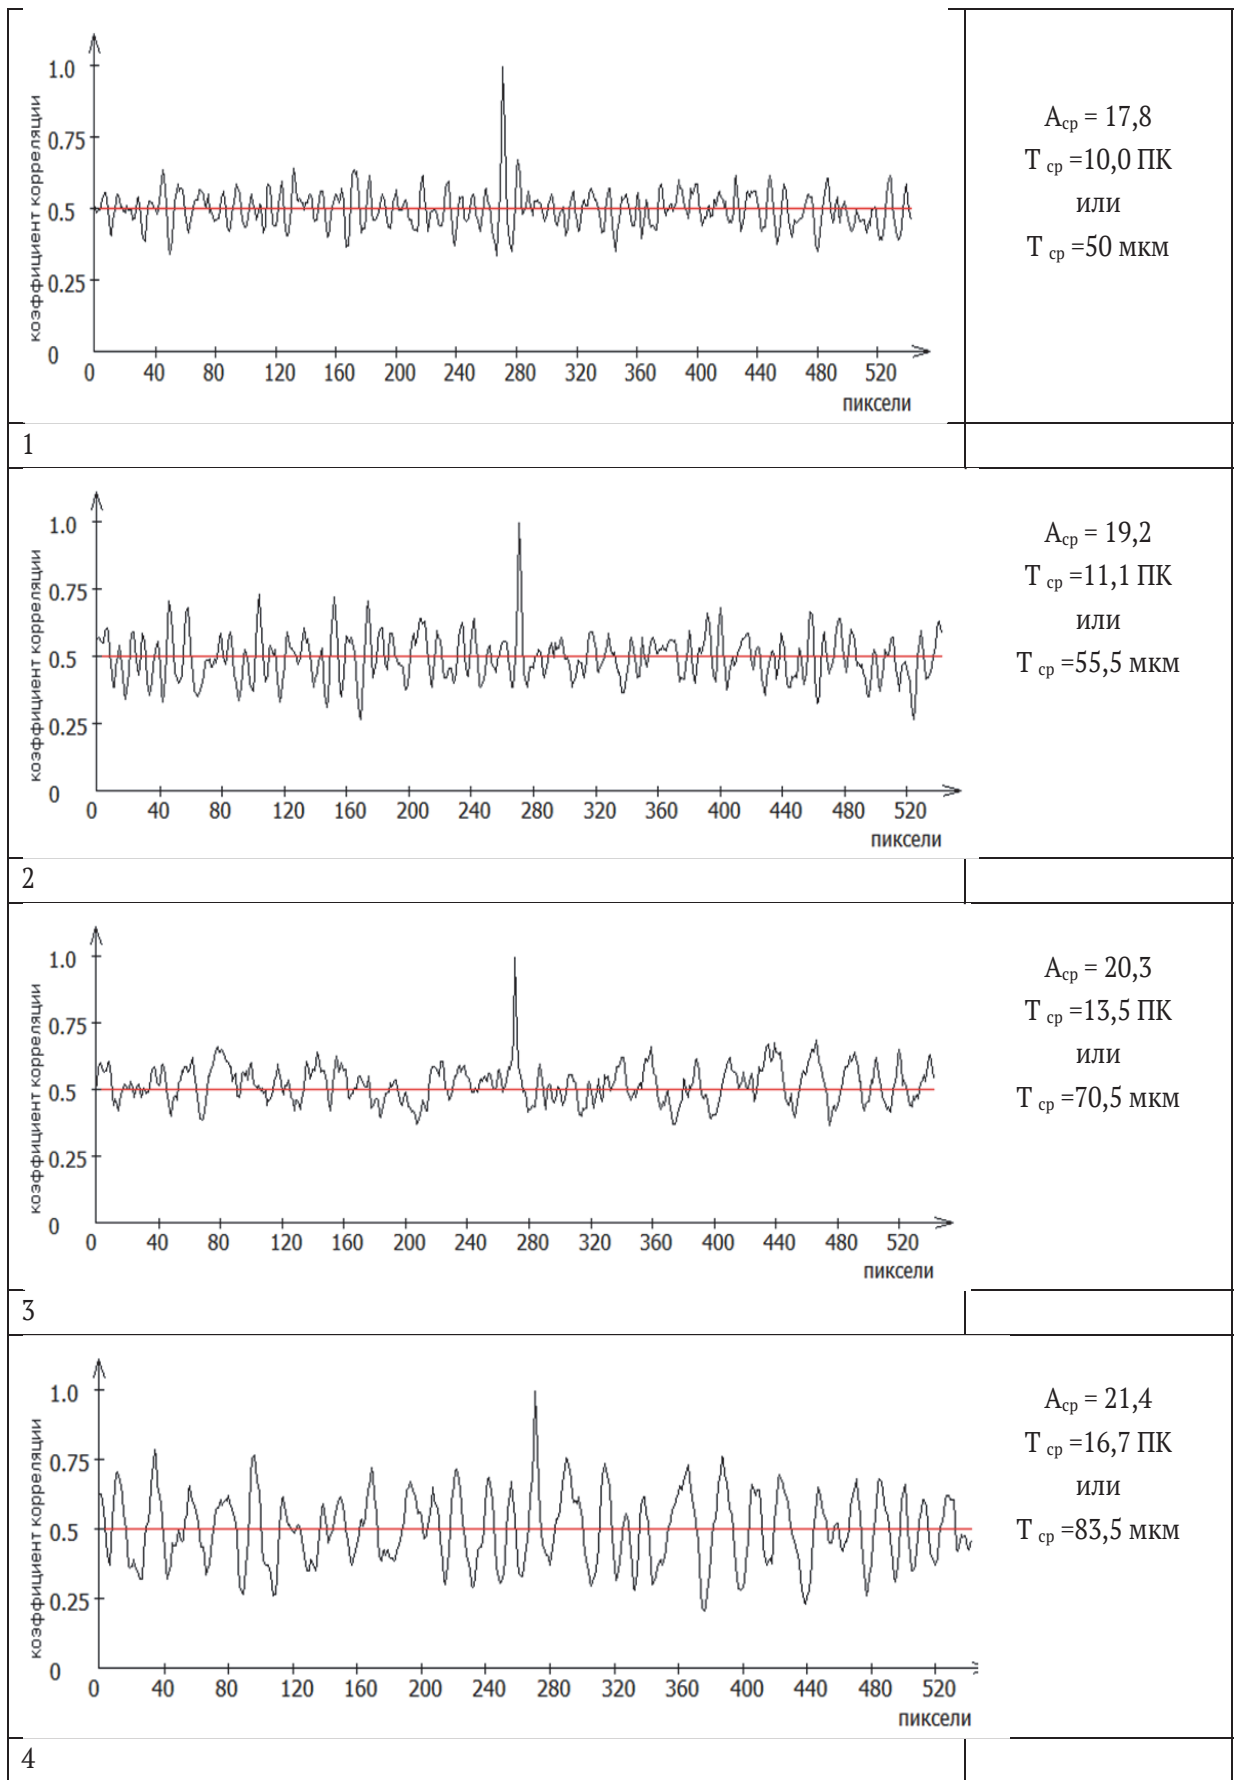 коэффициент корреляции
1.0
0.75
0.5
0.25
0
0 40 80 120 160 200 240 280 320 360 400 440 480 520
пиксели
Aср = 17,8
T ср =10,0 ПК
или
T ср =50 мкм
1
коэффициент корреляции
1.0
0.75
0.5
0.25
0
0 40 80 120 160 200 240 280 320 360 400 440 480 520
пиксели
Aср = 19,2
T ср =11,1 ПК
или
T ср =55,5 мкм
2
коэффициент корреляции
1.0
0.75
0.5
0.25
0
0 40 80 120 160 200 240 280 320 360 400 440 480 520
пиксели
Aср = 20,3
T ср =13,5 ПК
или
T ср =70,5 мкм
3
коэффициент корреляции
1.0
0.75
0.5
0.25
0
0 40 80 120 160 200 240 280 320 360 400 440 480 520
пиксели
Aср = 21,4
T ср =16,7 ПК
или
T ср =83,5 мкм
4